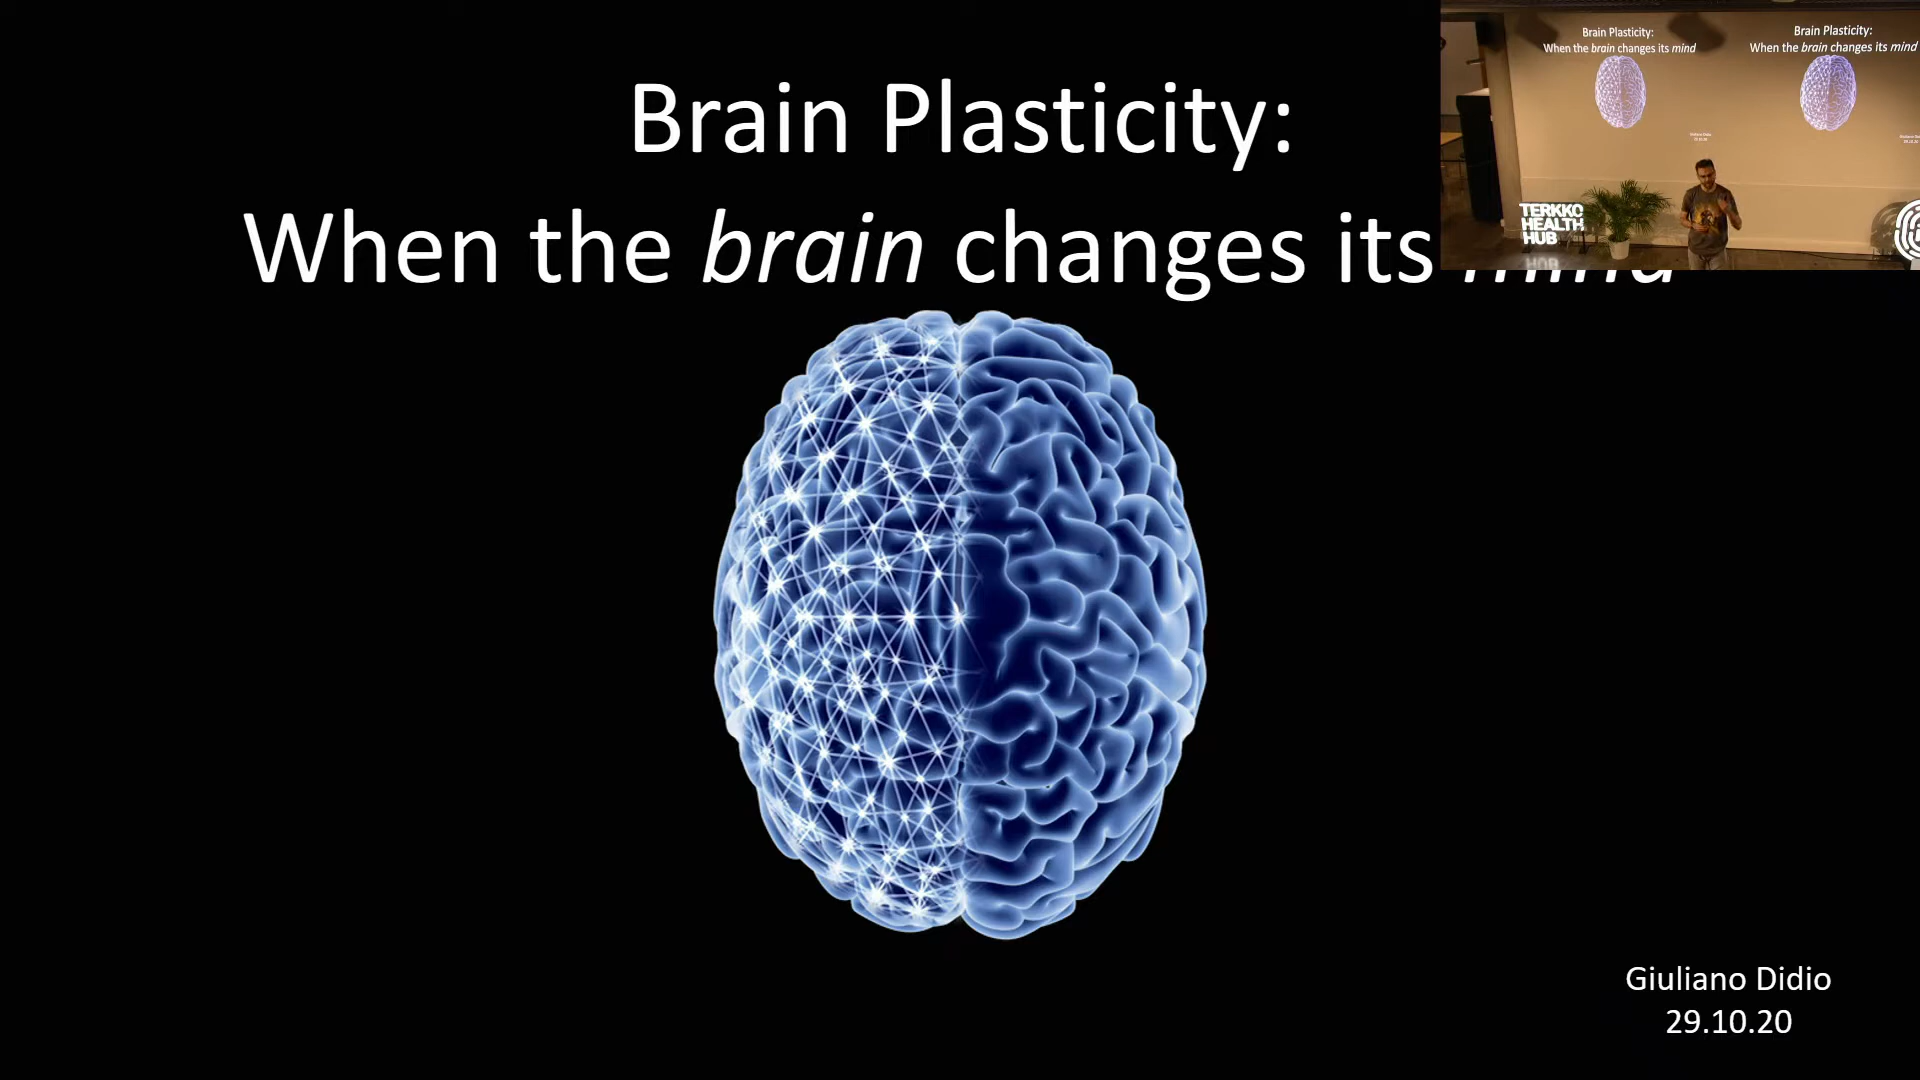 Brain Plasticity:
When the brain changes its mind
Giuliano Didio
29.10.20
Brain Plasticity:
When the brain changes its mind
Brain Plasticity:
When the brain changes its mind
TERKKO
HEALTH
HUB